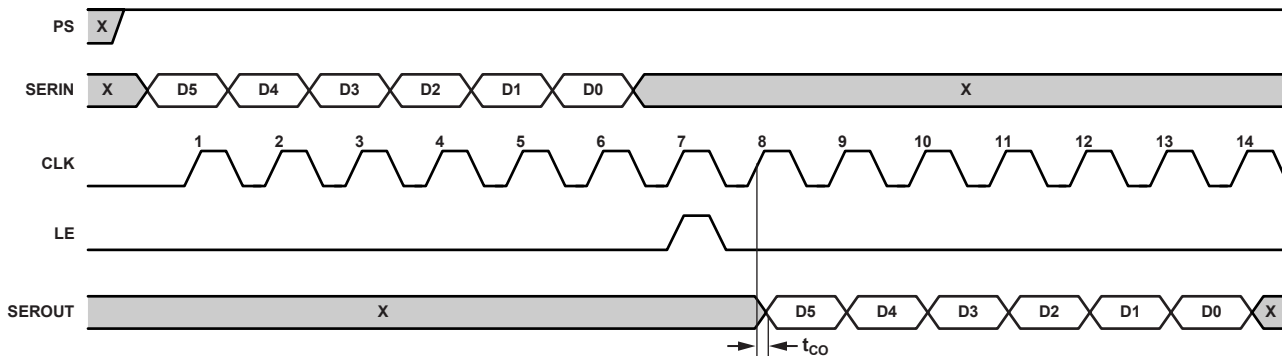 PS X
SERIN X D5 D4 D3 D2 D1 D0 X
1 2 3 4 5 6 7 8 9 10 11 12 13 14
CLK
LE
SEROUT X D5 D4 D3 D2 D1 D0 X
tCO